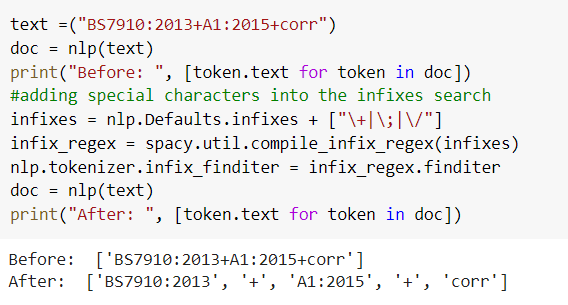 text =("BS7910:2013+A1:2015+corr")
doc = nlp(text)
print("Before: ", [token.text for token in doc])
#adding special characters into the infixes search
infixes = nlp.Defaults.infixes + ["\+|\;|\/"]
infix_regex = spacy.util.compile_infix_regex(infixes)
nlp.tokenizer.infix_finditer = infix_regex.finditer
doc = nlp(text)
print("After: ", [token.text for token in doc])
Before:  ['BS7910:2013+A1:2015+corr']
After:  ['BS7910:2013', '+', 'A1:2015', '+', 'corr']